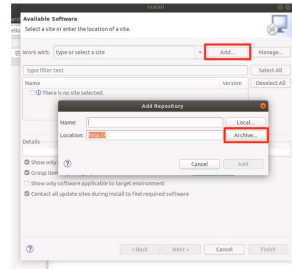 Install
Available Software
Select a site or enter the location of a site.
Work with: type or select a site Add... Manage...
type filter text Select All
Name Version Deselect All
There is no site selected.
Add Repository
Name: Local...
Location: http:// Archive...
Details
Show only
Cancel Add
Group item
Show only software applicable to target environment
Contact all update sites during install to find required software
< Back Next > Cancel Finish